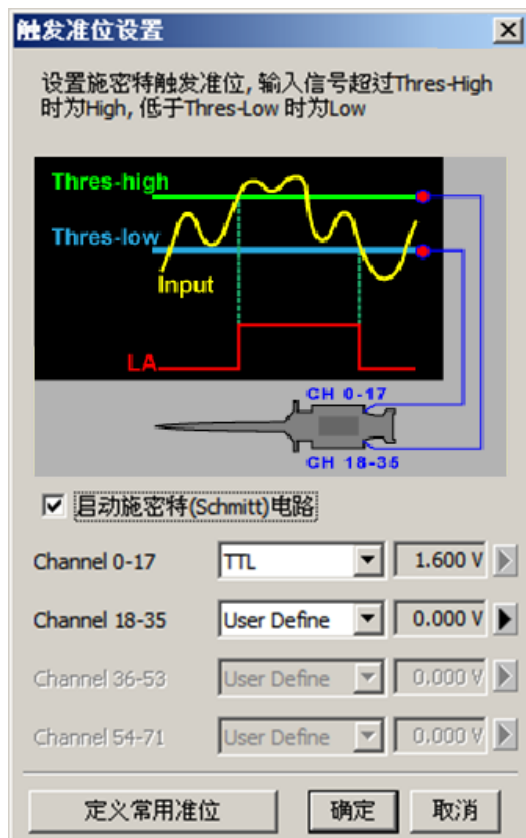 触发准位设置
设置施密特触发准位, 输入信号超过Thres-High
时为High, 低于Thres-Low 时为Low
Thres-high
Thres-low
Input
LA
CH 0-17
CH 18-35
启动施密特(Schmitt)电路
Channel 0-17 TTL 1.600 V
Channel 18-35 User Define 0.000 V
Channel 36-53 User Define 0.000 V
Channel 54-71 User Define 0.000 V
定义常用准位 确定 取消